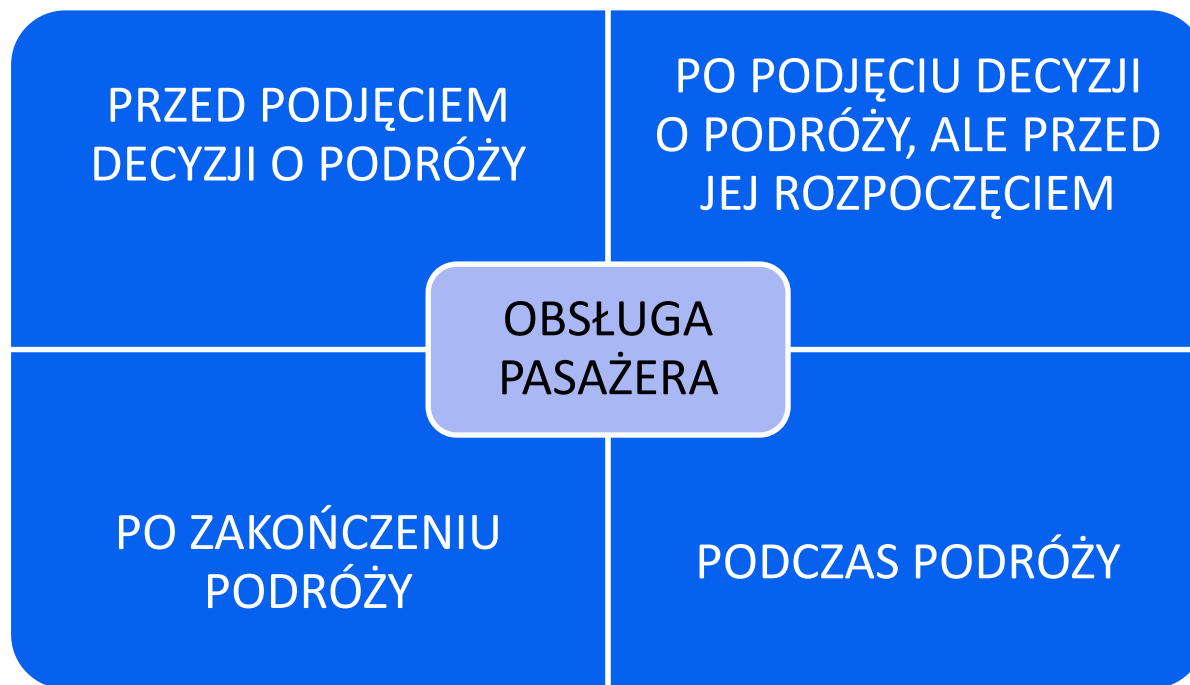 PRZED PODJĘCIEM
DECYZJI O PODRÓŻY
PO PODJĘCIU DECYZJI
O PODRÓŻY, ALE PRZED
JEJ ROZPOCZĘCIEM
OBSŁUGA
PASAŻERA
PO ZAKOŃCZENIU
PODRÓŻY
PODCZAS PODRÓŻY